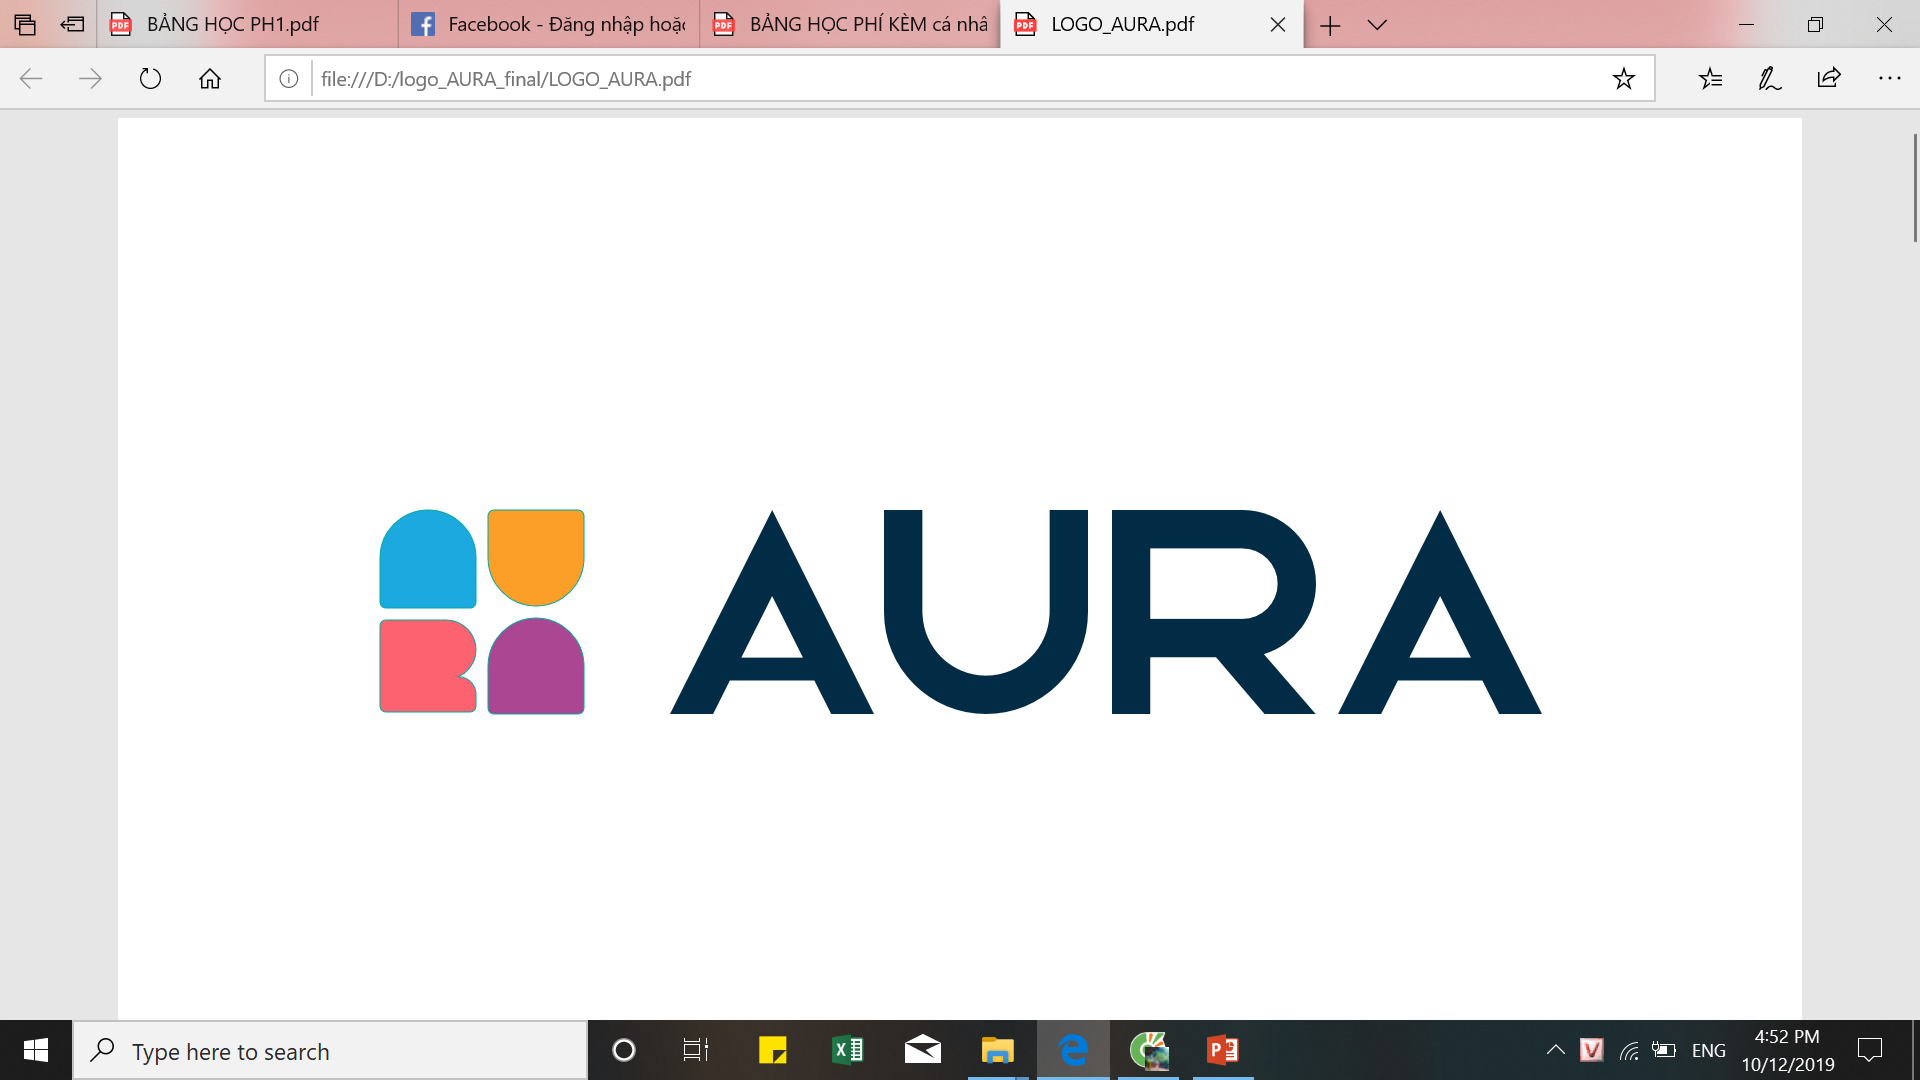 BẢNG HỌC PH1.pdf
Facebook - Đăng nhập hoặc
BẢNG HỌC PHÍ KÈM cá nhâ
LOGO_AURA.pdf
file:///D:/logo_AURA_final/LOGO_AURA.pdf
AURA
Type here to search
ENG
4:52 PM
10/12/2019